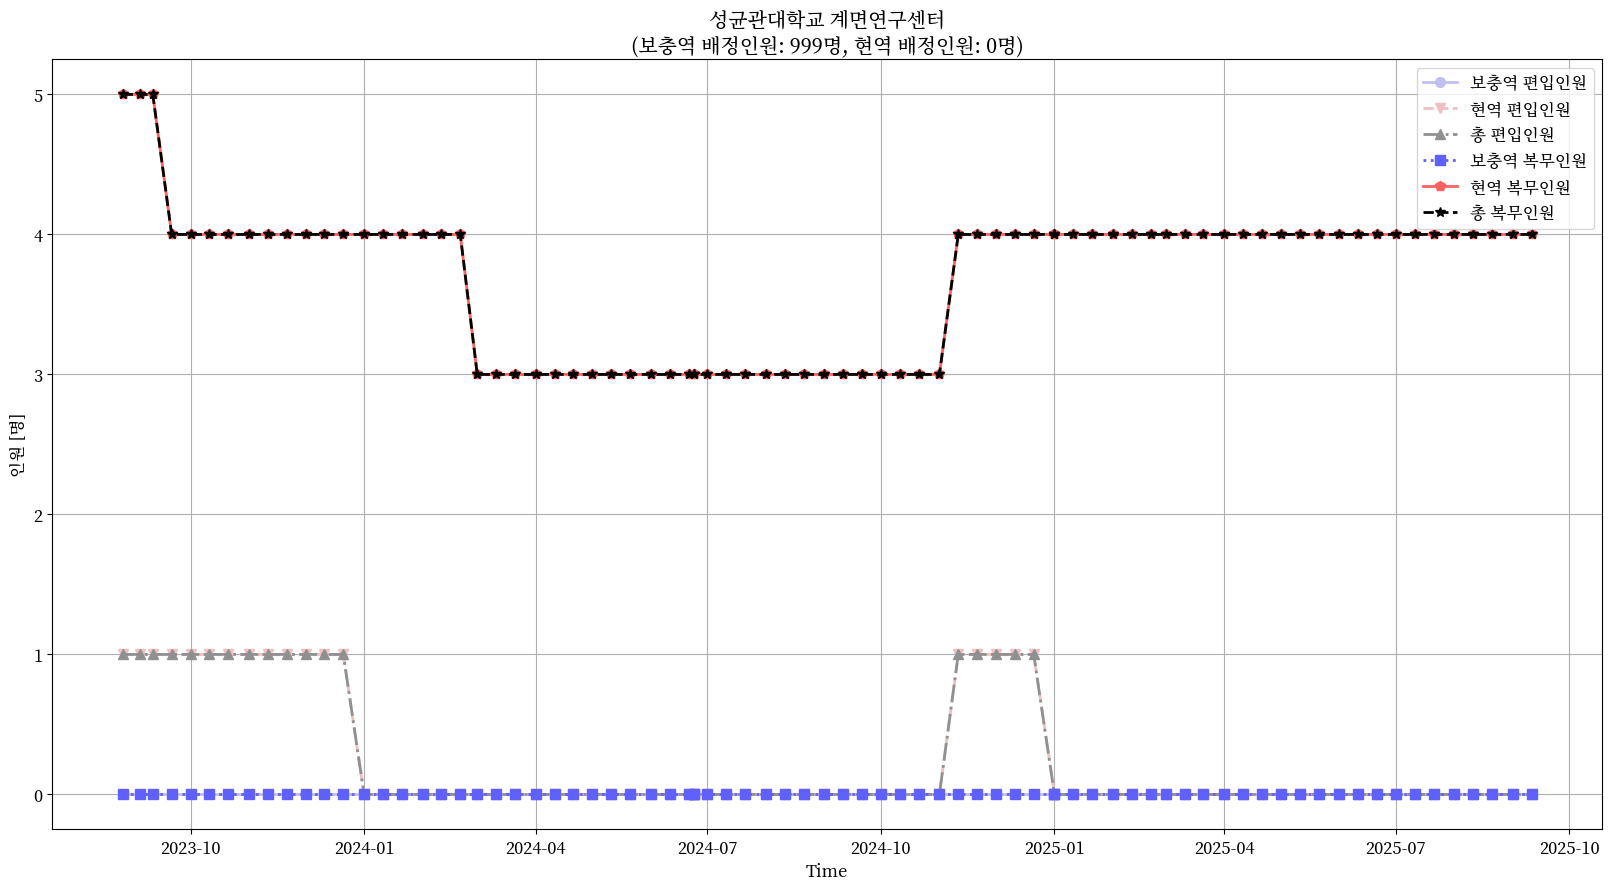 성균관대학교 계면연구센터
(보충역 배정인원: 999명, 현역 배정인원: 0명)
보충역 편입인원
현역 편입인원
총 편입인원
보충역 복무인원
현역 복무인원
총 복무인원
인원 [명]
5
4
3
2
1
0
2023-10
2024-01
2024-04
2024-07
2024-10
2025-01
2025-04
2025-07
2025-10
Time